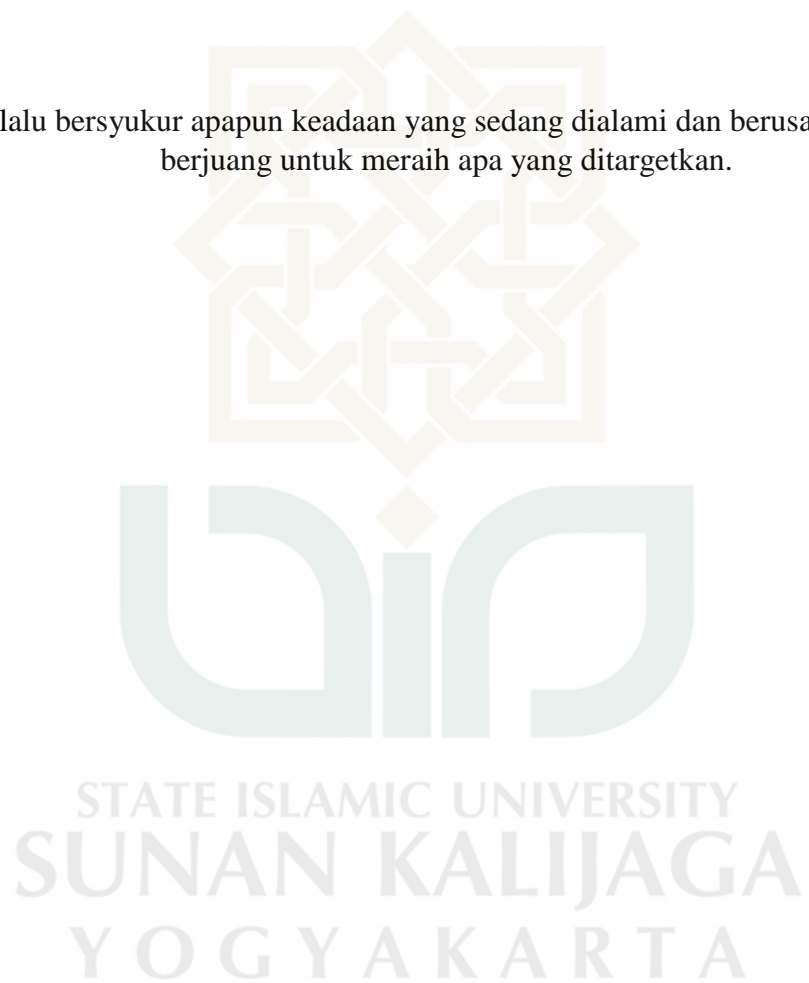 lalu bersyukur apapun keadaan yang sedang dialami dan berusa
berjuang untuk meraih apa yang ditargetkan.
STATE ISLAMIC UNIVERSITY
SUNAN KALIJAGA
YOGYAKARTA